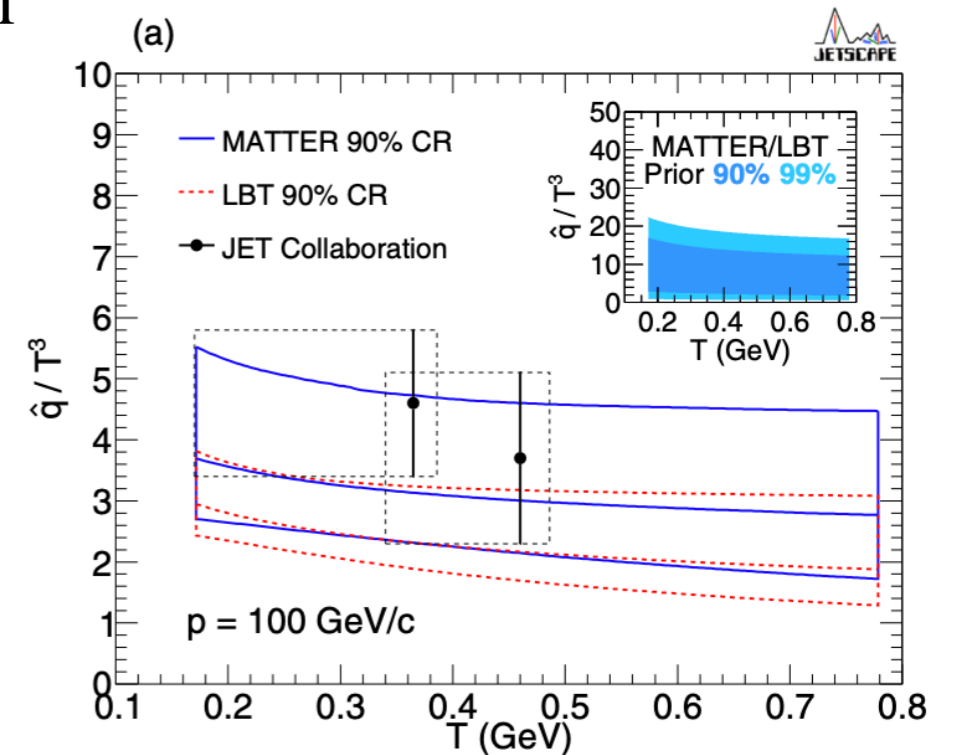 (a)
JETSCAPE
10
9
8
7
6
5
4
3
2
1
0
q̂ / T³
MATTER 90% CR
LBT 90% CR
JET Collaboration
50
40
30
20
10
0
q̂ / T³
MATTER/LBT
Prior 90% 99%
0.2 0.4 0.6 0.8
T (GeV)
p = 100 GeV/c
0.1 0.2 0.3 0.4 0.5 0.6 0.7 0.8
T (GeV)